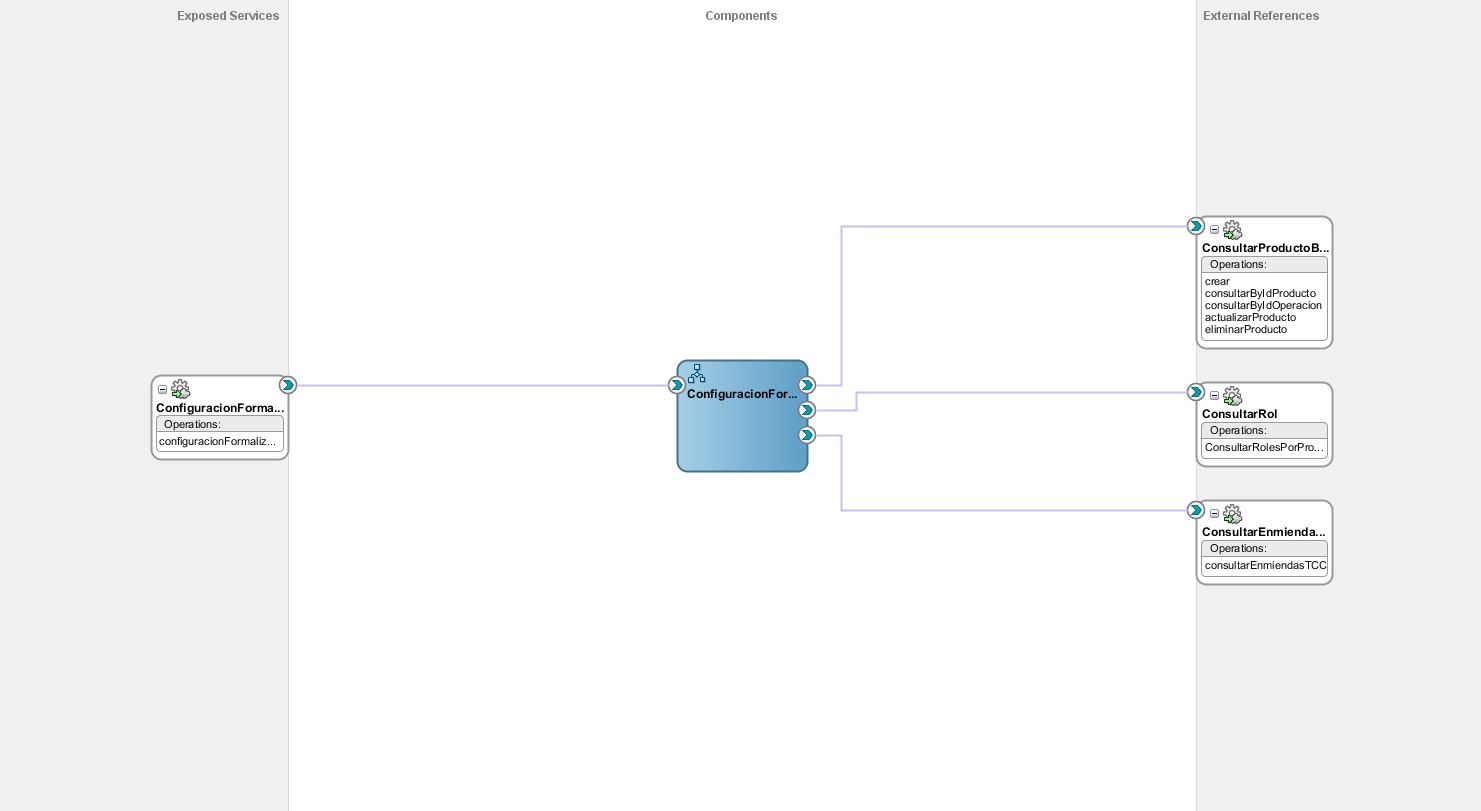 Exposed Services
Components
External References
ConfiguracionForma...
Operations:
configuracionFormaliz...
ConfiguracionFor...
ConsultarProductoB...
Operations:
crear
consultarByIdProducto
consultarByIdOperacion
actualizarProducto
eliminarProducto
ConsultarRol
Operations:
ConsultarRolesPorPro...
ConsultarEnmienda...
Operations:
consultarEnmiendasTCC